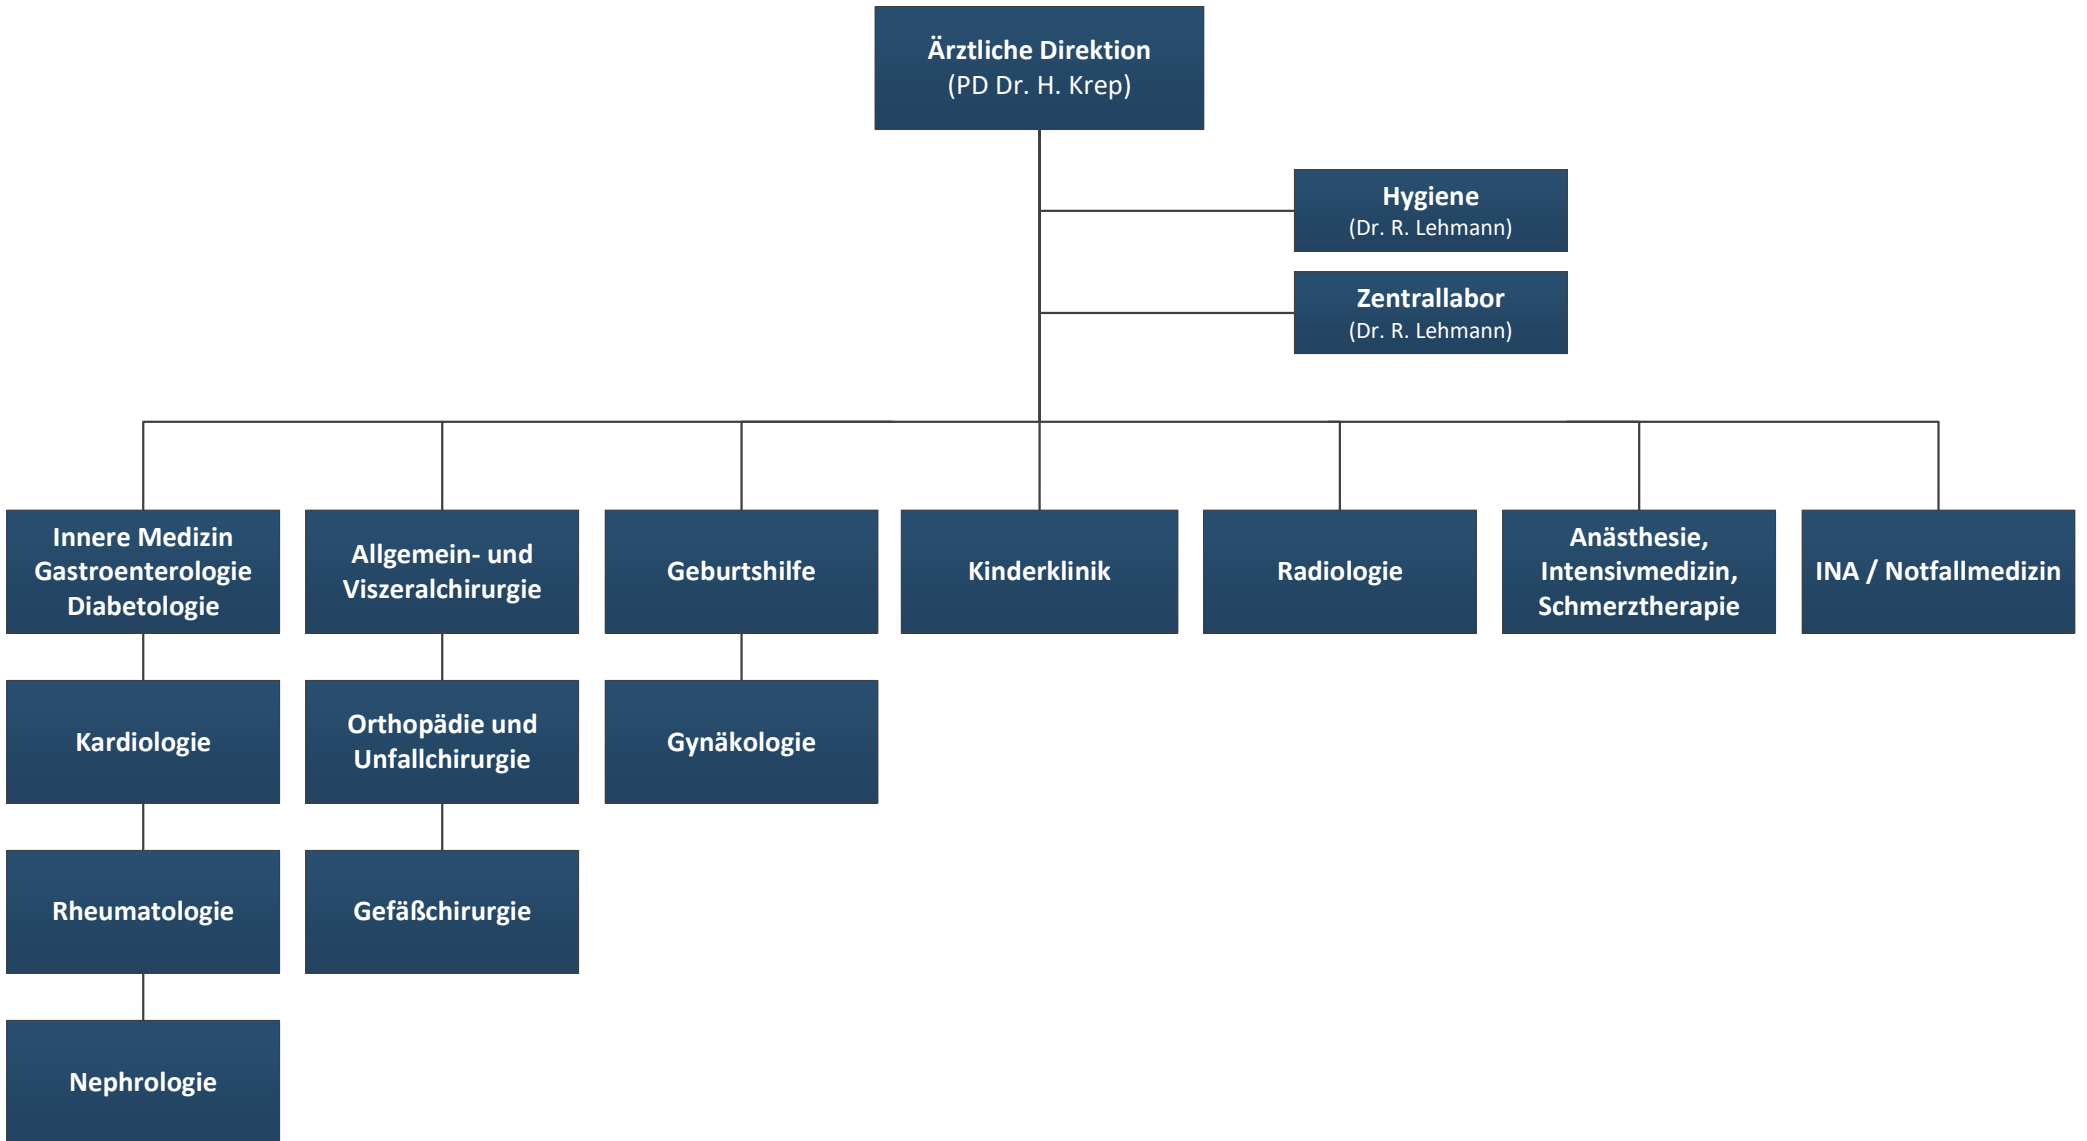 Ärztliche Direktion
(PD Dr. H. Krep)
Hygiene
(Dr. R. Lehmann)
Zentrallabor
(Dr. R. Lehmann)
Innere Medizin
Gastroenterologie
Diabetologie
Allgemein- und
Viszeralchirurgie
Geburtshilfe
Kinderklinik
Radiologie
Anästhesie,
Intensivmedizin,
Schmerztherapie
INA / Notfallmedizin
Kardiologie
Orthopädie und
Unfallchirurgie
Gynäkologie
Rheumatologie
Gefäßchirurgie
Nephrologie